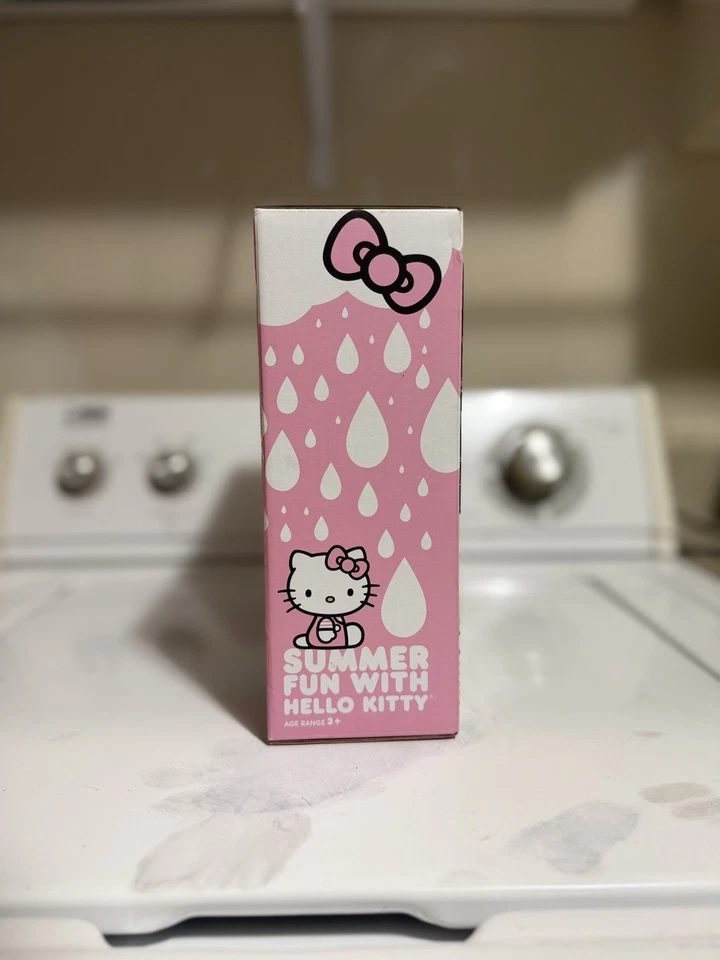 SUMMER
FUN WITH
HELLO KITTY®
AGE RANGE 3+